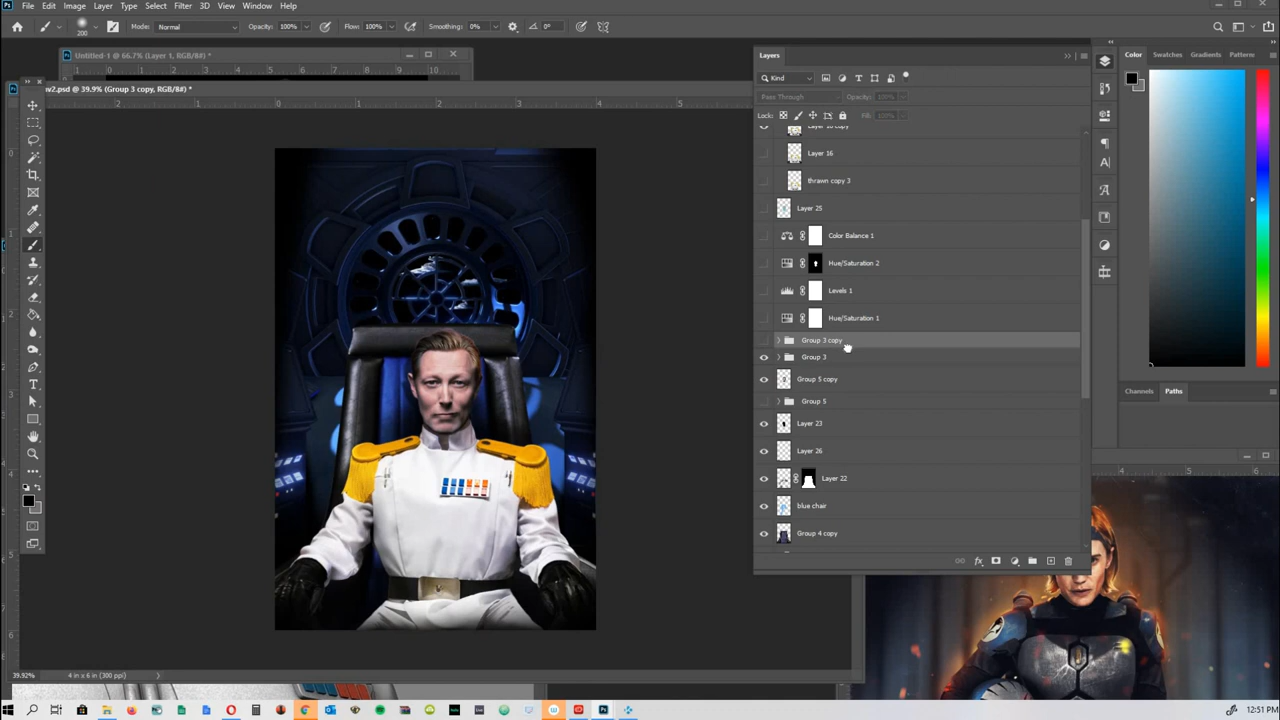 File Edit Image Layer Type Select Filter 3D View Window Help
200 Mode: Normal Opacity: 100% Flow: 100% Smoothing: 0% 0°
Untitled-1 @ 66.7% (Layer 1, RGB/8#) *
v2.psd @ 39.9% (Group 3 copy, RGB/8#) *
Layers
Kind
Pass Through Opacity: 100%
Lock: Fill: 100%
Layer 16
thrawn copy 3
Layer 25
Color Balance 1
Hue/Saturation 2
Levels 1
Hue/Saturation 1
Group 3 copy
Group 3
Group 5 copy
Group 5
Layer 23
Layer 26
Layer 22
blue chair
Group 4 copy
fx
Color Swatches Gradients Patterns
Channels Paths
39.92% 4 in x 6 in (300 ppi)
12:51 PM